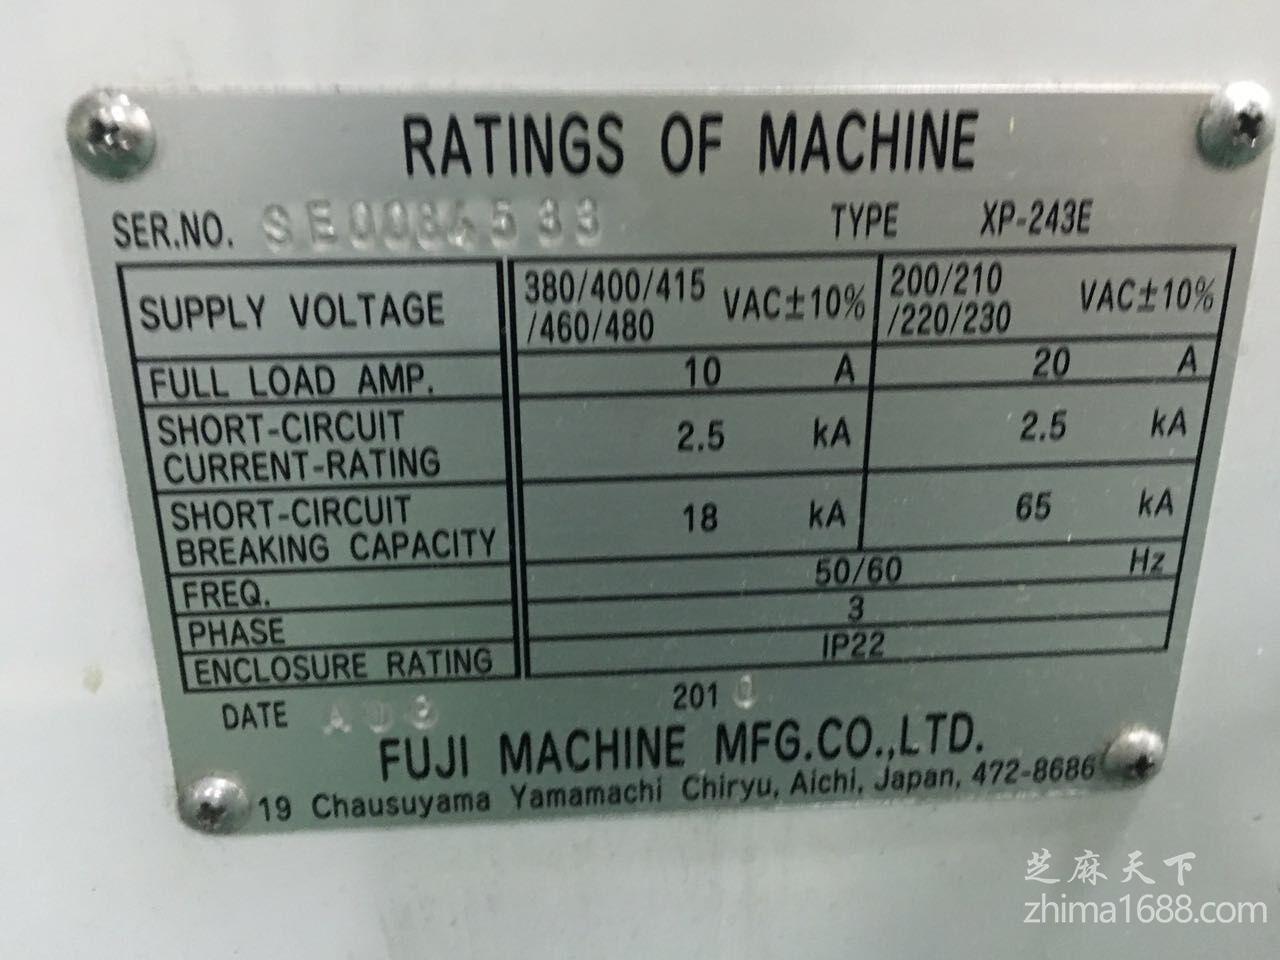 RATINGS OF MACHINE
SER.NO. TYPE XP-243E
SUPPLY VOLTAGE 380/400/415 /460/480 VAC±10% 200/210 /220/230 VAC±10%
FULL LOAD AMP. 10 A 20 A
SHORT-CIRCUIT CURRENT-RATING 2.5 kA 2.5 kA
SHORT-CIRCUIT BREAKING CAPACITY 18 kA 65 kA
FREQ. 50/60 Hz
PHASE 3
ENCLOSURE RATING IP22
DATE 2010
FUJI MACHINE MFG.CO.,LTD.
19 Chausuyama Yamamachi Chiryu, Aichi, Japan, 472-8686
芝麻天下
zhima1688.com